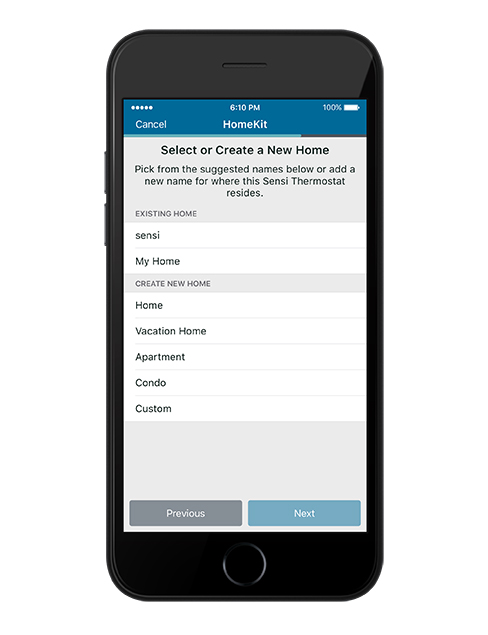 6:10 PM
100%
Cancel
HomeKit
Select or Create a New Home
Pick from the suggested names below or add a
new name for where this Sensi Thermostat
resides.
EXISTING HOME
sensi
My Home
CREATE NEW HOME
Home
Vacation Home
Apartment
Condo
Custom
Previous
Next